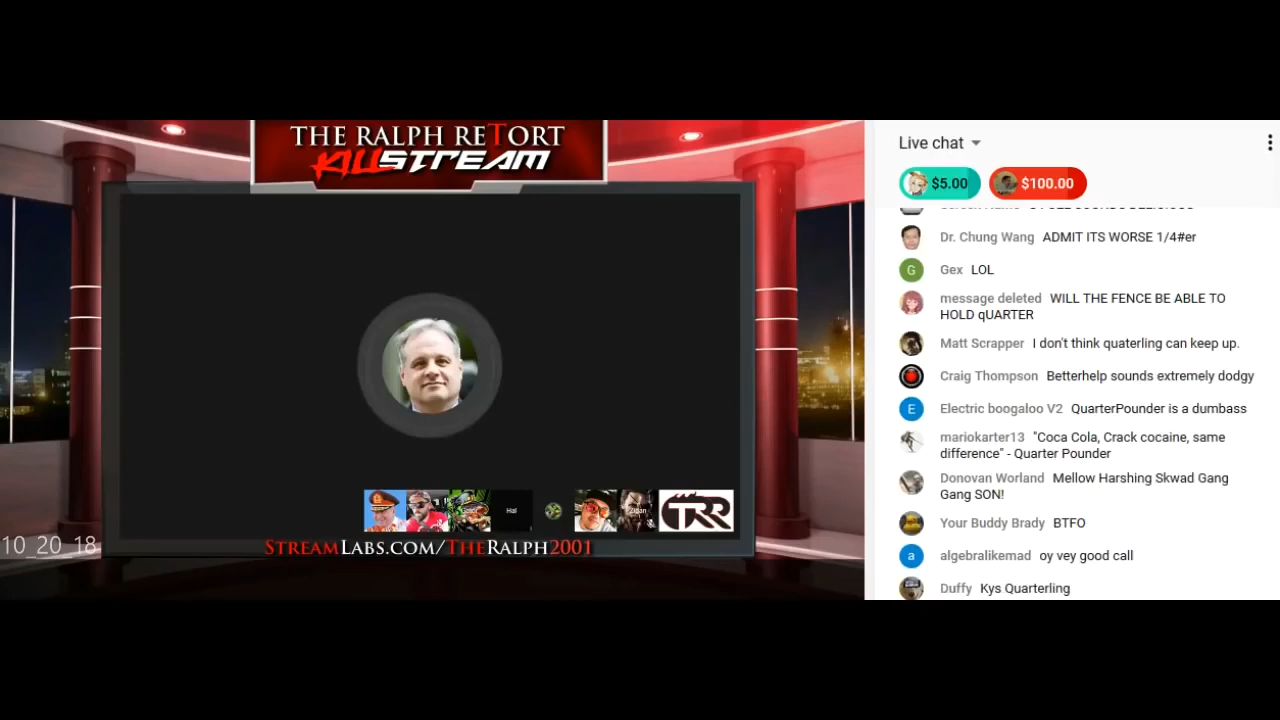 THE RALPH RETORT
KILLSTREAM
Hal
TRR
10 20 18
STREAMLABS.COM/THERALPH2001
Live chat
$5.00 $100.00
Dr. Chung Wang ADMIT ITS WORSE 1/4#er
G Gex LOL
message deleted WILL THE FENCE BE ABLE TO
HOLD qUARTER
Matt Scrapper I don't think quaterling can keep up.
Craig Thompson Betterhelp sounds extremely dodgy
E Electric boogaloo V2 QuarterPounder is a dumbass
mariokarter13 "Coca Cola, Crack cocaine, same
difference" - Quarter Pounder
Donovan Worland Mellow Harshing Skwad Gang
Gang SON!
Your Buddy Brady BTFO
a algebralikemad oy vey good call
Duffy Kys Quarterling